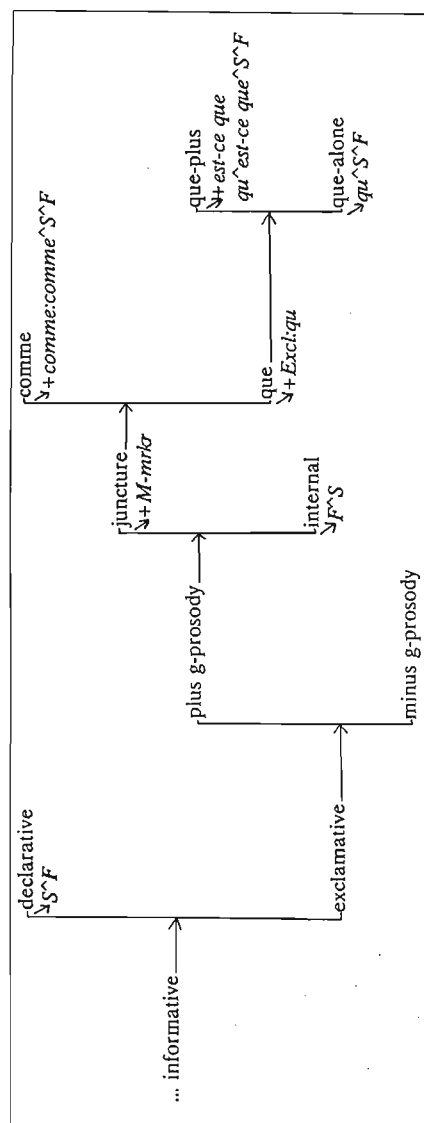 ... informative
declarative
↘S^F
exclamative
plus g-prosody
minus g-prosody
juncture
↘+M-mrkr
internal
↘F^S
comme
↘+comme:comme^S^F
que
↘+Excl:qu
que-plus
↘+est-ce que
qu^est-ce que^S^F
que-alone
↘qu^S^F